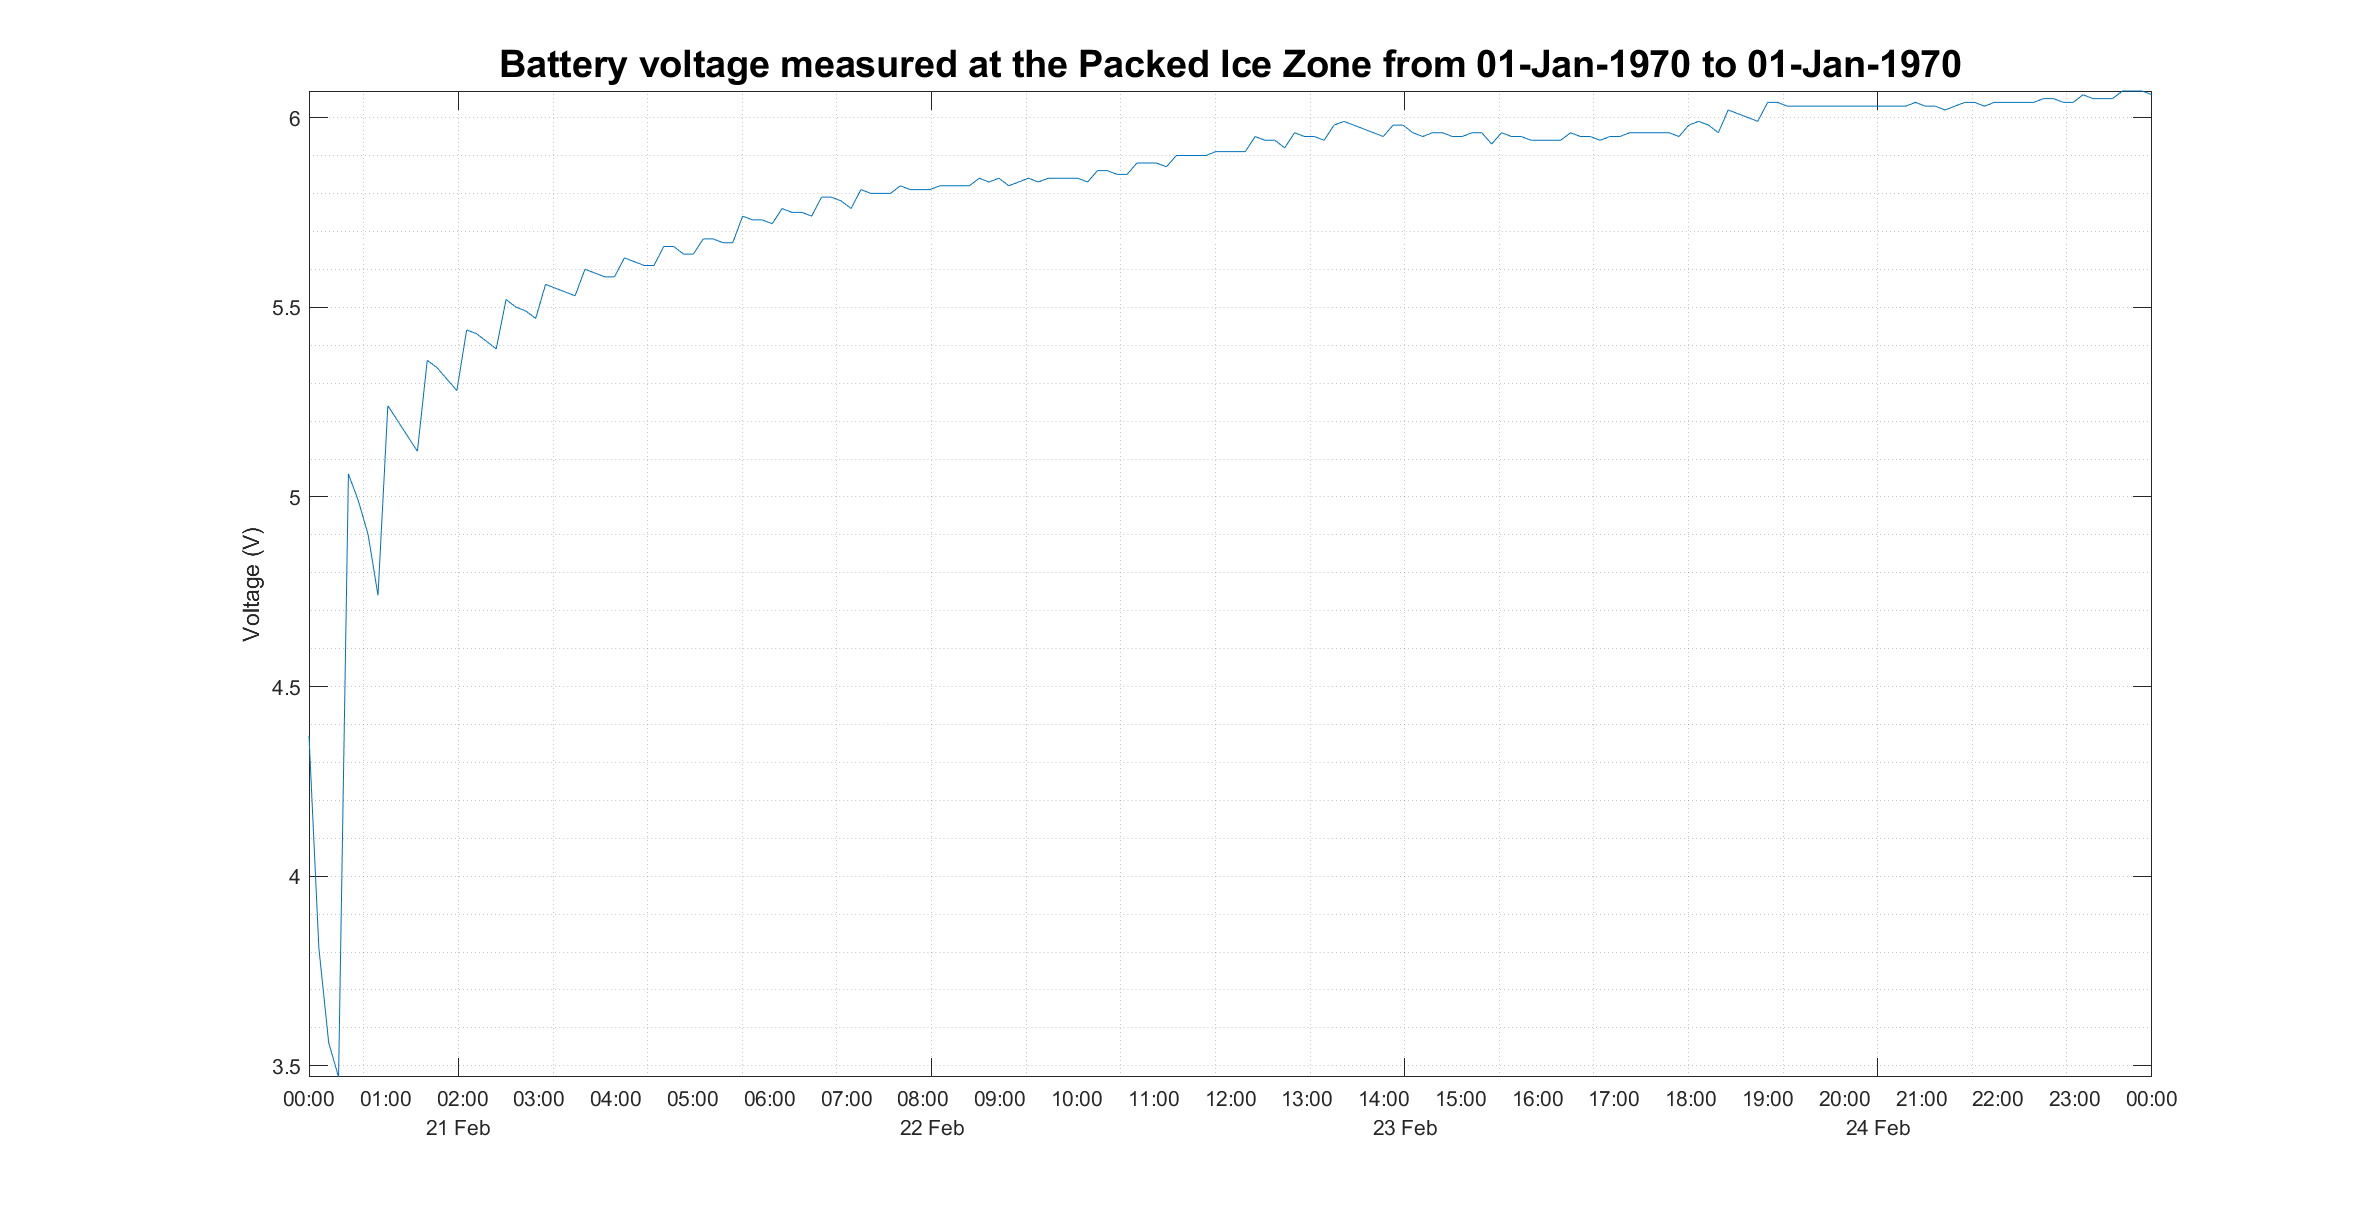 Battery voltage measured at the Packed Ice Zone from 01-Jan-1970 to 01-Jan-1970
6
5.5
5
4.5
4
3.5
Voltage (V)
00:00 01:00 02:00 03:00 04:00 05:00 06:00 07:00 08:00 09:00 10:00 11:00 12:00 13:00 14:00 15:00 16:00 17:00 18:00 19:00 20:00 21:00 22:00 23:00 00:00
21 Feb 22 Feb 23 Feb 24 Feb